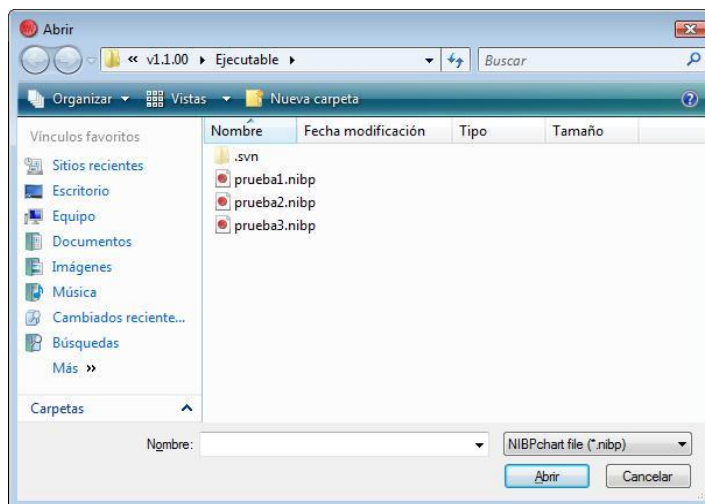 Abrir
« v1.1.00 ▸ Ejecutable ▸
Buscar
Organizar Vistas Nueva carpeta
Vínculos favoritos
Sitios recientes
Escritorio
Equipo
Documentos
Imágenes
Música
Cambiados reciente...
Búsquedas
Más »
Carpetas
Nombre Fecha modificación Tipo Tamaño
.svn
prueba1.nibp
prueba2.nibp
prueba3.nibp
Nombre:
NIBPchart file (*.nibp)
Abrir Cancelar